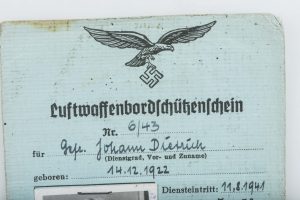 Luftwaffenbordschützenschein
Nr. 6/43
für Gefr. Johann Dietrich
(Dienstgrad, Vor- und Zuname)
geboren: 14.12.1922
Diensteintritt: 11.8.1941